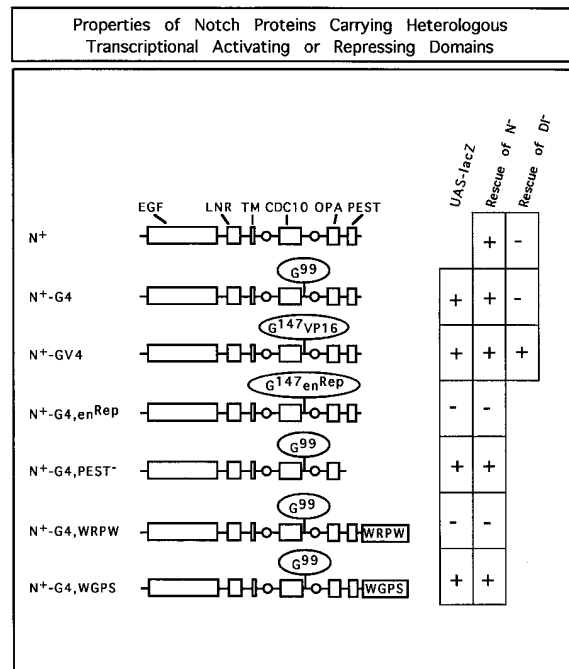 Properties of Notch Proteins Carrying Heterologous
Transcriptional Activating or Repressing Domains
UAS-lacZ
Rescue of N-
Rescue of Dl-
EGF LNR TM CDC10 OPA PEST
N+ + -
G99
N+-G4 + + -
G147VP16
N+-GV4 + + +
G147enRep
N+-G4,enRep - -
G99
N+-G4,PEST- + +
G99
N+-G4,WRPW WRPW - -
G99
N+-G4,WGPS WGPS + +